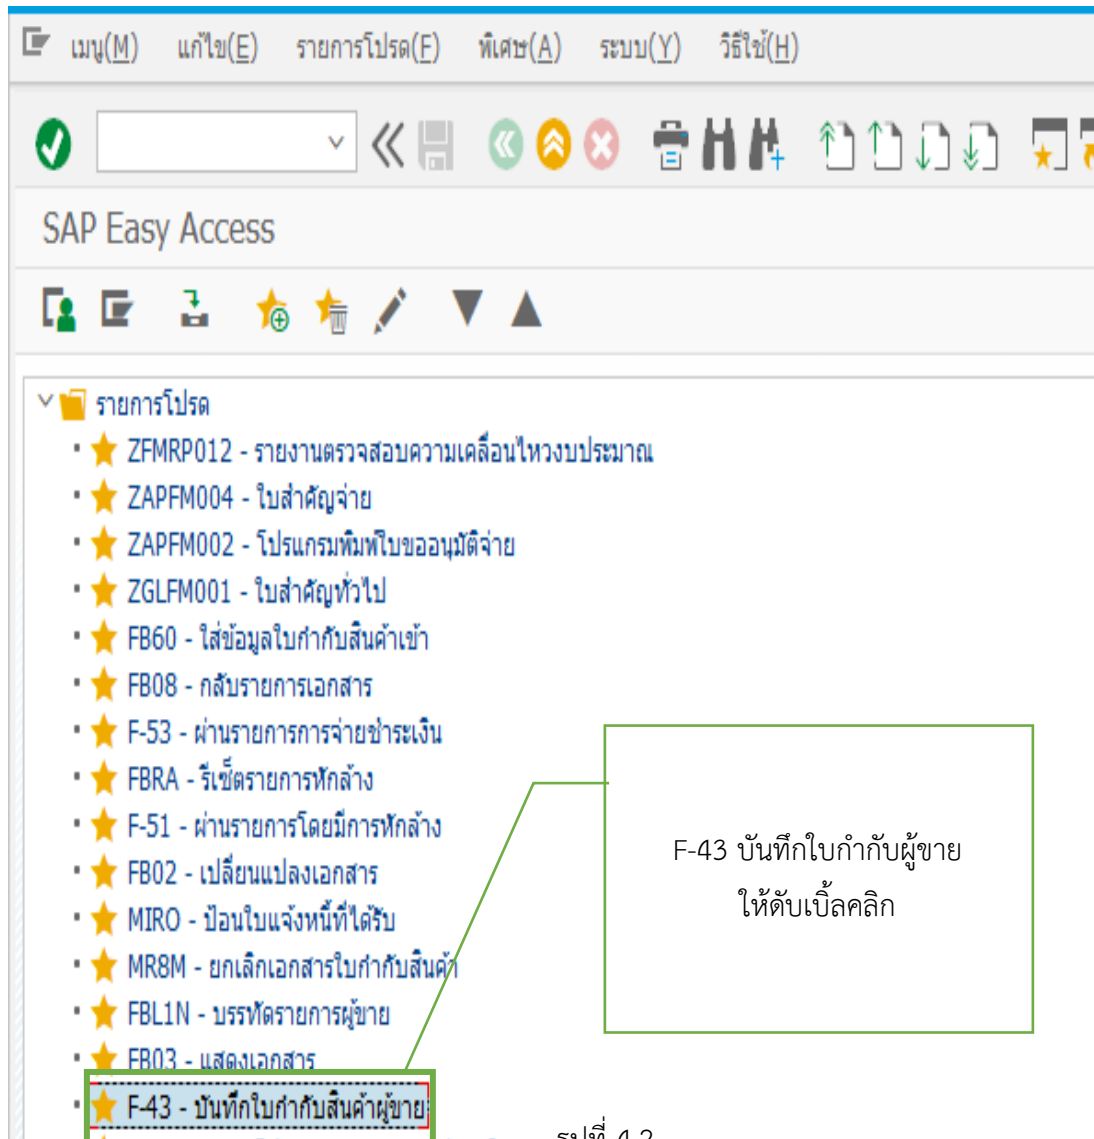 เมนู(M) แก้ไข(E) รายการโปรด(F) พิเศษ(A) ระบบ(Y) วิธีใช้(H)
SAP Easy Access
รายการโปรด
ZFMRP012 - รายงานตรวจสอบความเคลื่อนไหวงบประมาณ
ZAPFM004 - ใบสำคัญจ่าย
ZAPFM002 - โปรแกรมพิมพ์ใบขออนุมัติจ่าย
ZGLFM001 - ใบสำคัญทั่วไป
FB60 - ใส่ข้อมูลใบกำกับสินค้าเข้า
FB08 - กลับรายการเอกสาร
F-53 - ผ่านรายการการจ่ายชำระเงิน
FBRA - รีเซ็ตรายการหักล้าง
F-51 - ผ่านรายการโดยมีการหักล้าง
FB02 - เปลี่ยนแปลงเอกสาร
MIRO - ป้อนใบแจ้งหนี้ที่ได้รับ
MR8M - ยกเลิกเอกสารใบกำกับสินค้า
FBL1N - บรรทัดรายการผู้ขาย
FB03 - แสดงเอกสาร
F-43 - บันทึกใบกำกับสินค้าผู้ขาย
F-43 บันทึกใบกำกับผู้ขาย
ให้ดับเบิ้ลคลิก